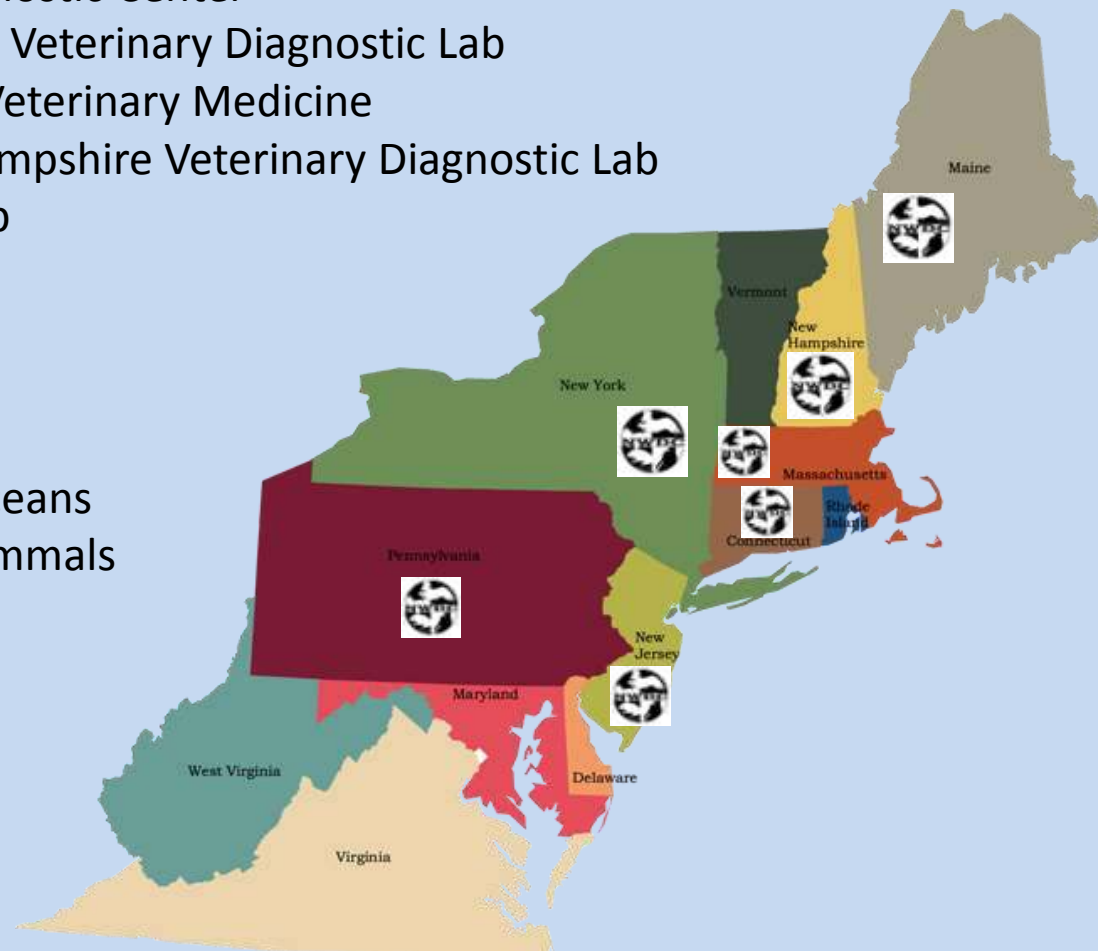 Veterinary Diagnostic Lab
Veterinary Medicine
mpshire Veterinary Diagnostic Lab
eans
mmals
Maine
Vermont
New
Hampshire
New York
Massachusetts
Rhode
Island
Connecticut
Pennsylvania
New
Jersey
Maryland
Delaware
West Virginia
Virginia